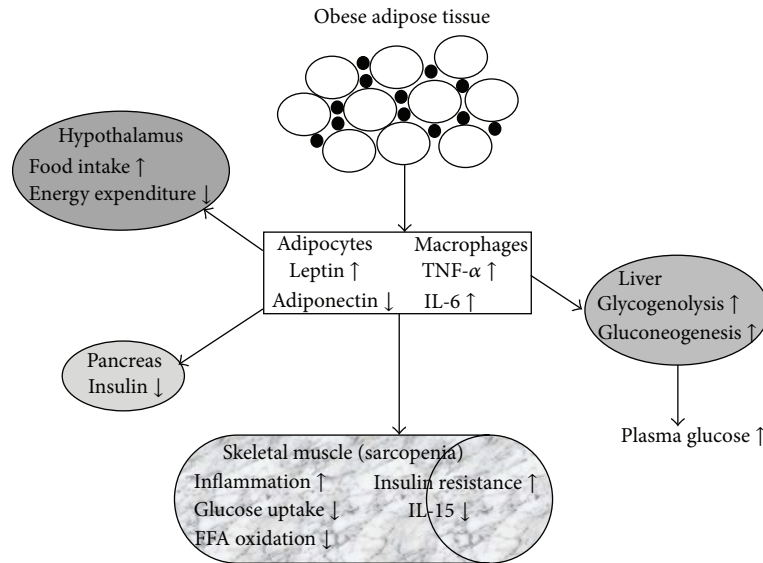 Obese adipose tissue
Hypothalamus
Food intake ↑
Energy expenditure ↓
Adipocytes
Leptin ↑
Adiponectin ↓
Macrophages
TNF-α ↑
IL-6 ↑
Liver
Glycogenolysis ↑
Gluconeogenesis ↑
Plasma glucose ↑
Pancreas
Insulin ↓
Skeletal muscle (sarcopenia)
Inflammation ↑
Glucose uptake ↓
FFA oxidation ↓
Insulin resistance ↑
IL-15 ↓